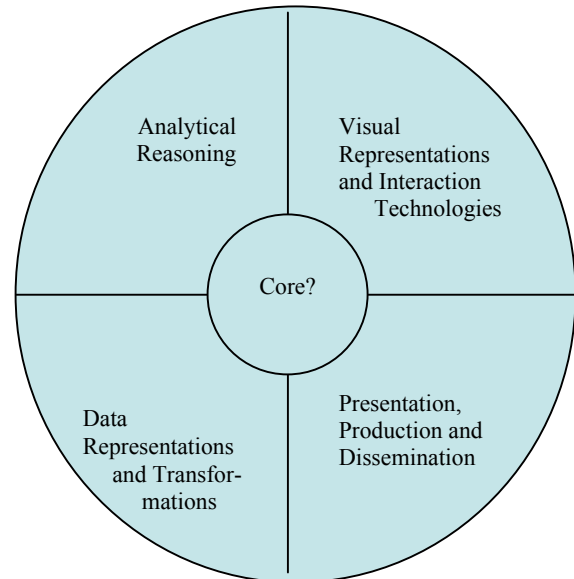 Analytical
Reasoning
Visual
Representations
and Interaction
Technologies
Core?
Data
Representations
and Transfor-
mations
Presentation,
Production and
Dissemination